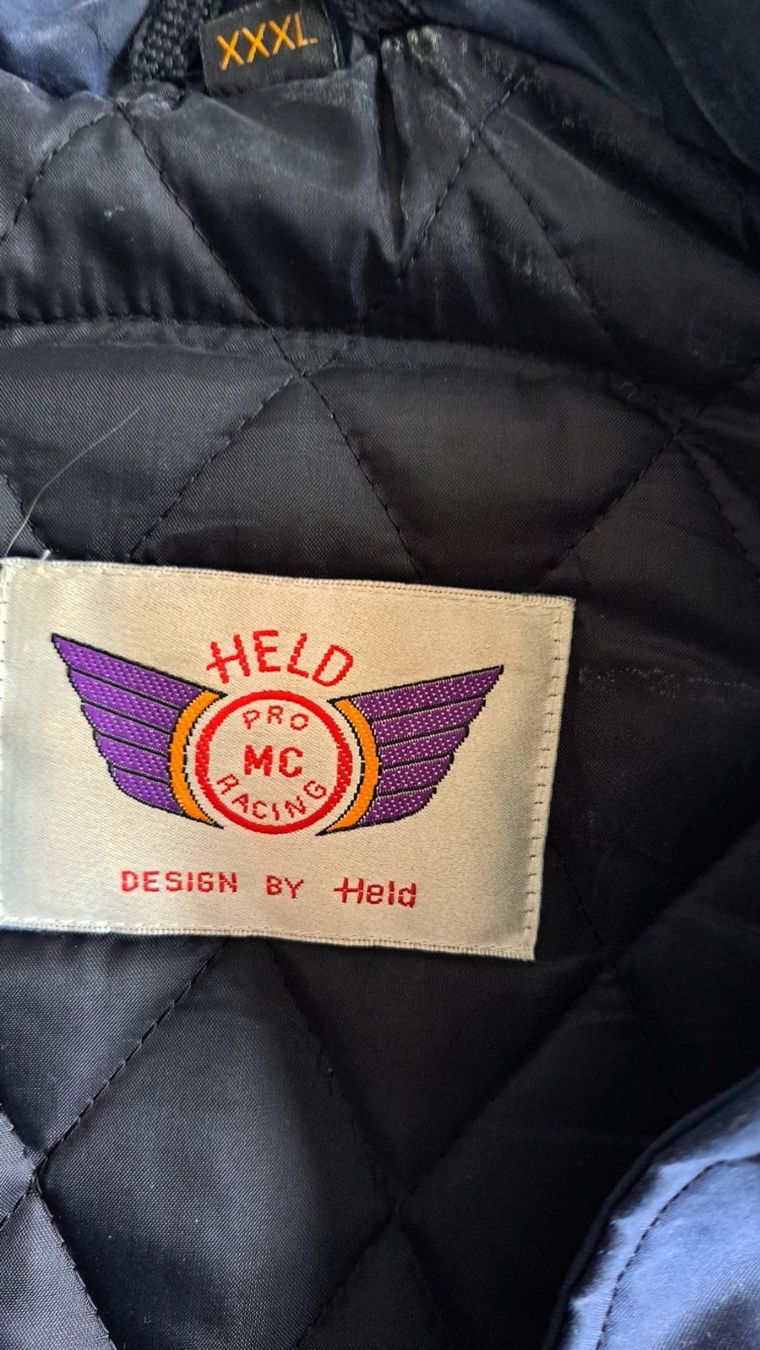 XXXL
HELD
PRO
MC
RACING
DESIGN BY Held